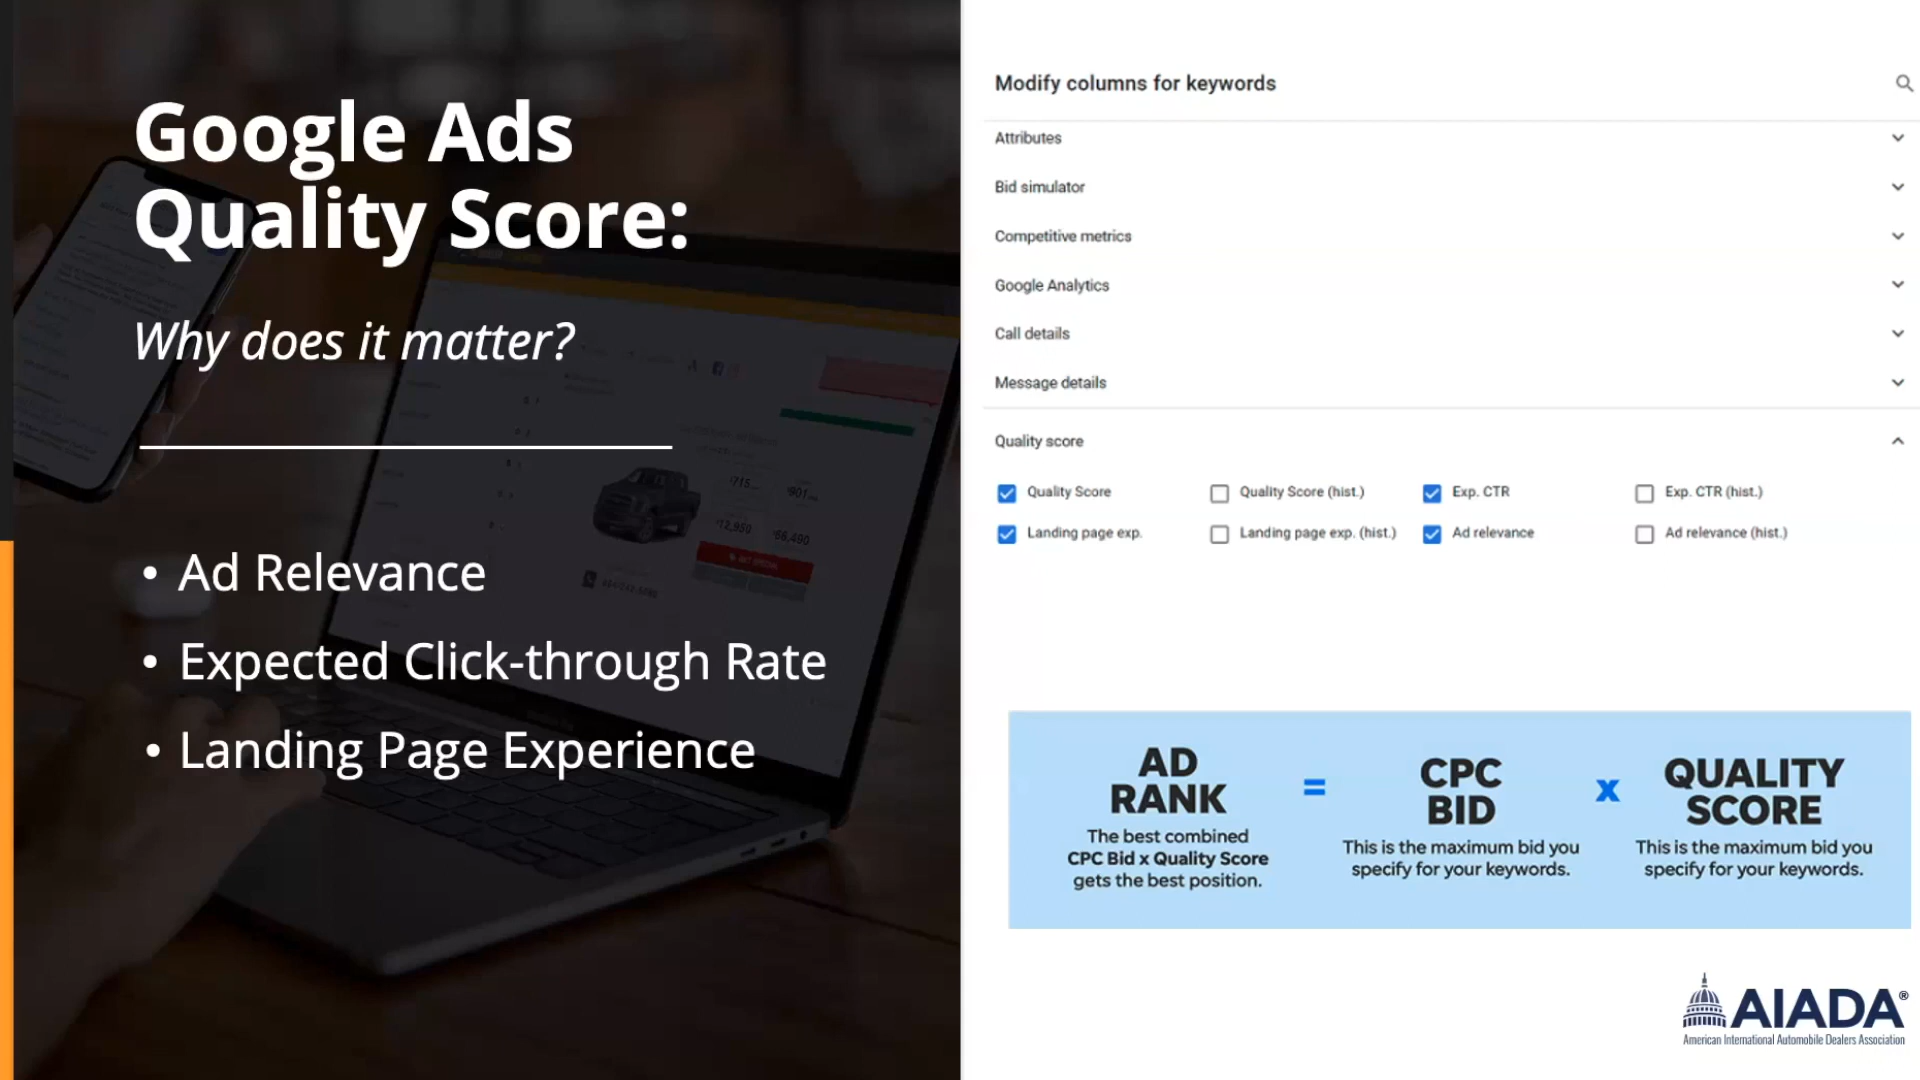 Google Ads
Quality Score:
Why does it matter?
• Ad Relevance
• Expected Click-through Rate
• Landing Page Experience
Modify columns for keywords
Attributes
Bid simulator
Competitive metrics
Google Analytics
Call details
Message details
Quality score
Quality Score
Quality Score (hist.)
Exp. CTR
Exp. CTR (hist.)
Landing page exp.
Landing page exp. (hist.)
Ad relevance
Ad relevance (hist.)
AD
RANK
The best combined
CPC Bid x Quality Score
gets the best position.
=
CPC
BID
This is the maximum bid you
specify for your keywords.
x
QUALITY
SCORE
This is the maximum bid you
specify for your keywords.
AIADA®
American International Automobile Dealers Association